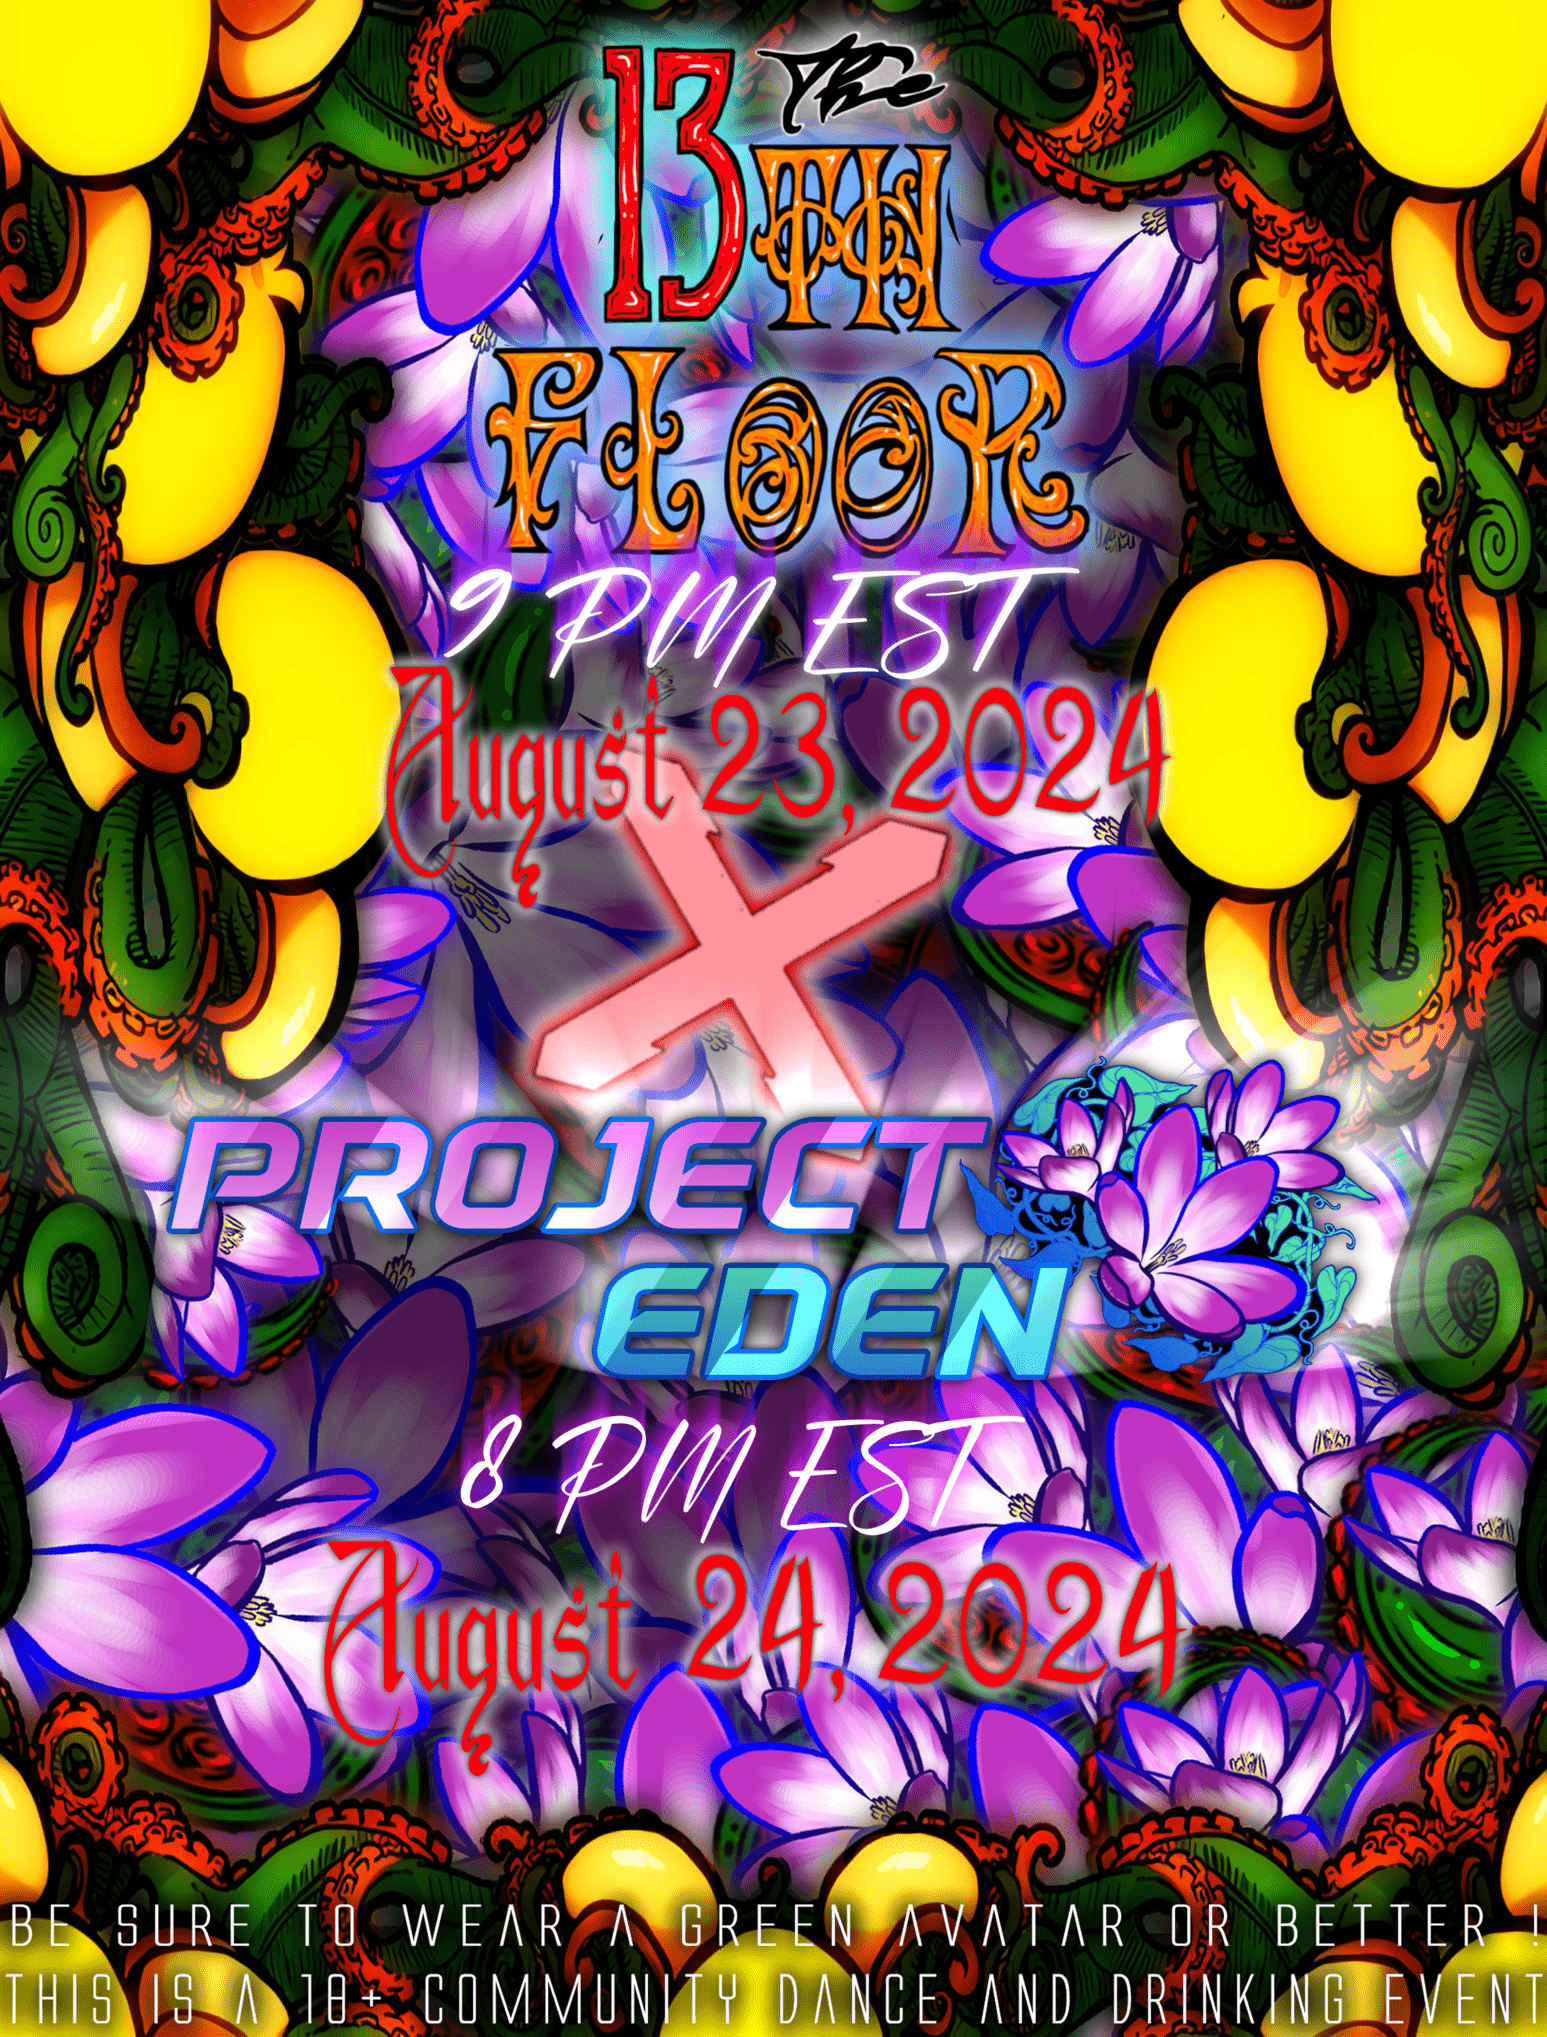 The
13TH
FLOOR
9 PM EST
August 23, 2024
X
PROJECT
EDEN
8 PM EST
August 24, 2024
BE SURE TO WEAR A GREEN AVATAR OR BETTER !
THIS IS A 18+ COMMUNITY DANCE AND DRINKING EVENT